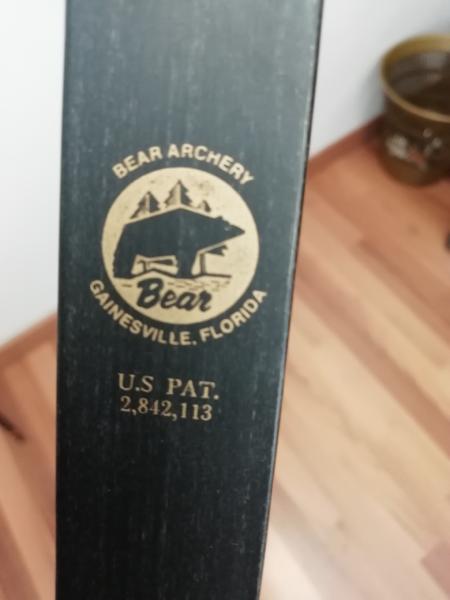 BEAR ARCHERY
Bear
GAINESVILLE, FLORIDA
U.S PAT.
2,842,113